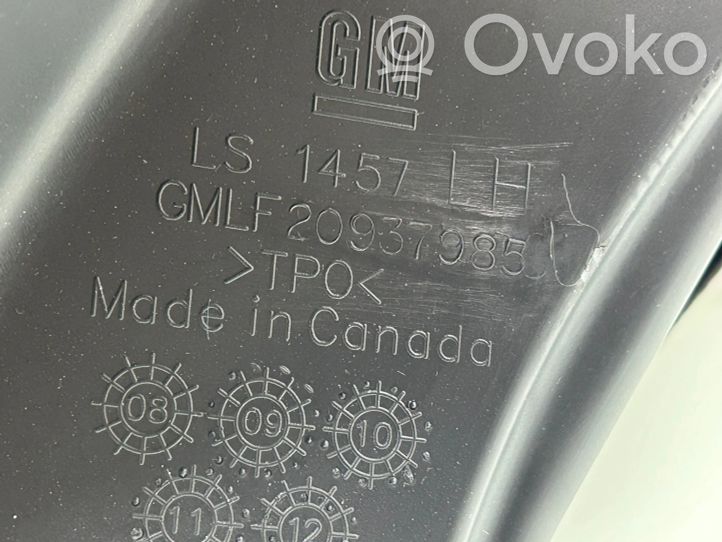 GM
Ovoko
LS 1457 LH
GMLF 20937985
>TPO<
Made in Canada
08 09 10
11 12